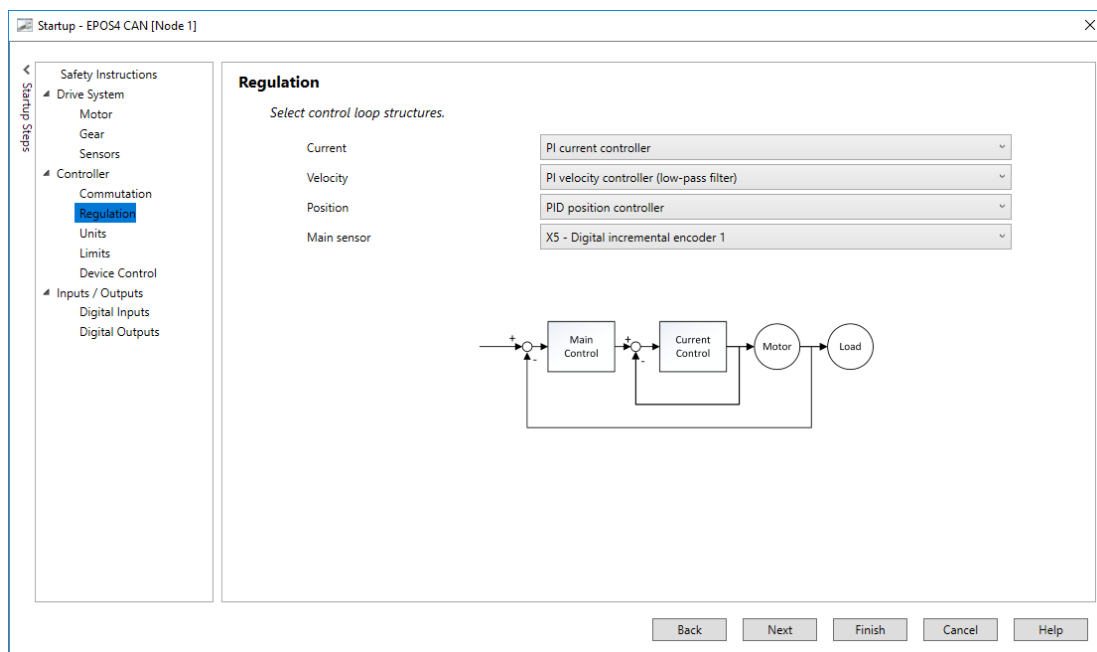 Startup - EPOS4 CAN [Node 1]
Startup Steps
Safety Instructions
Drive System
Motor
Gear
Sensors
Controller
Commutation
Regulation
Units
Limits
Device Control
Inputs / Outputs
Digital Inputs
Digital Outputs
Regulation
Select control loop structures.
Current PI current controller
Velocity PI velocity controller (low-pass filter)
Position PID position controller
Main sensor X5 - Digital incremental encoder 1
+
-
Main
Control
+
-
Current
Control
Motor
Load
Back Next Finish Cancel Help